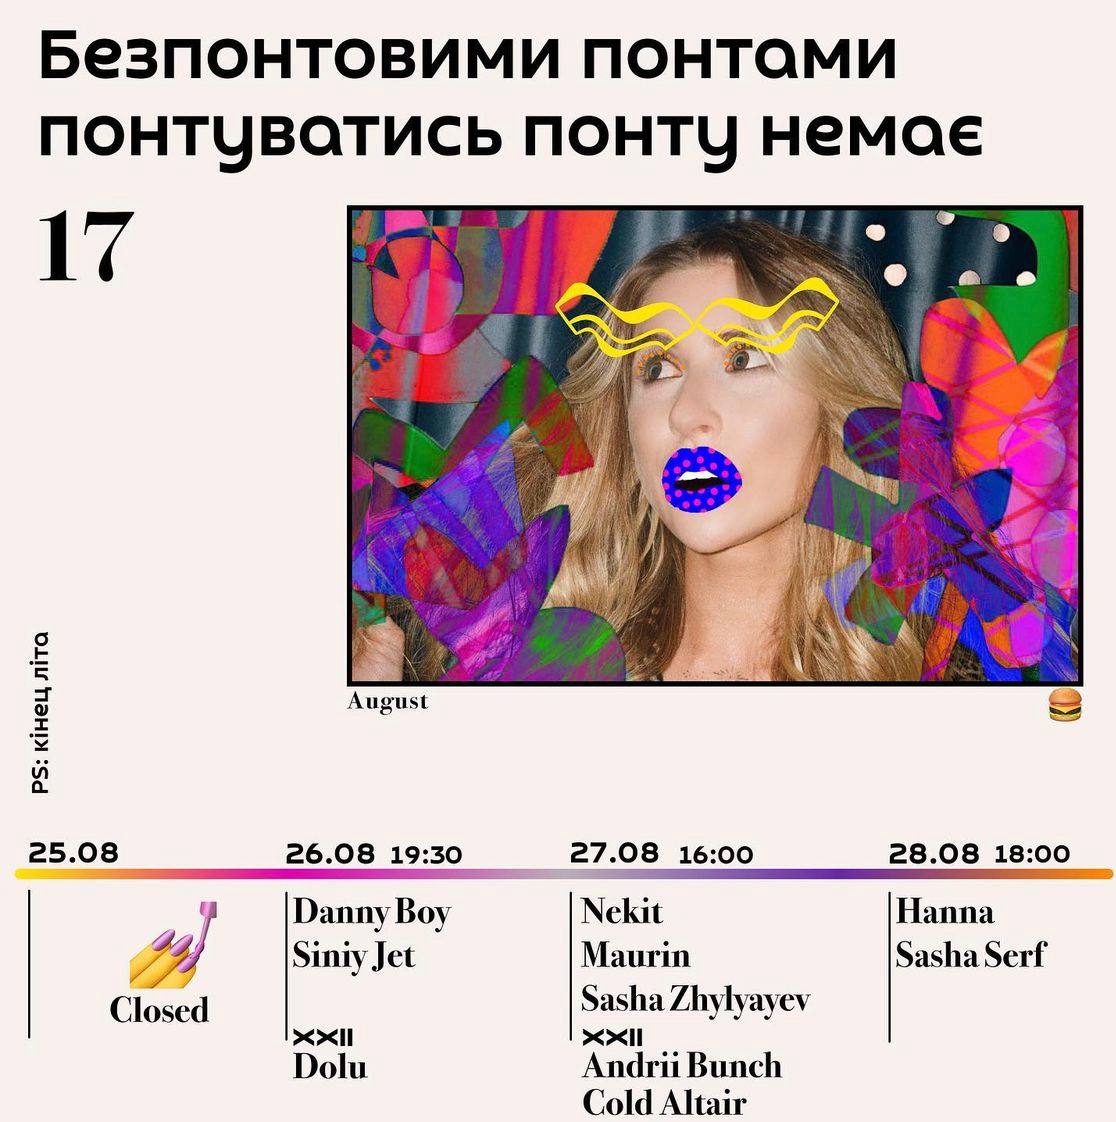 Безпонтовими понтами
понтуватись понту немає
17
PS: кінец літа
August
25.08
Closed
26.08 19:30
Danny Boy
Siniy Jet
XXII
Dolu
27.08 16:00
Nekit
Maurin
Sasha Zhylyayev
XXII
Andrii Bunch
Cold Altair
28.08 18:00
Hanna
Sasha Serf